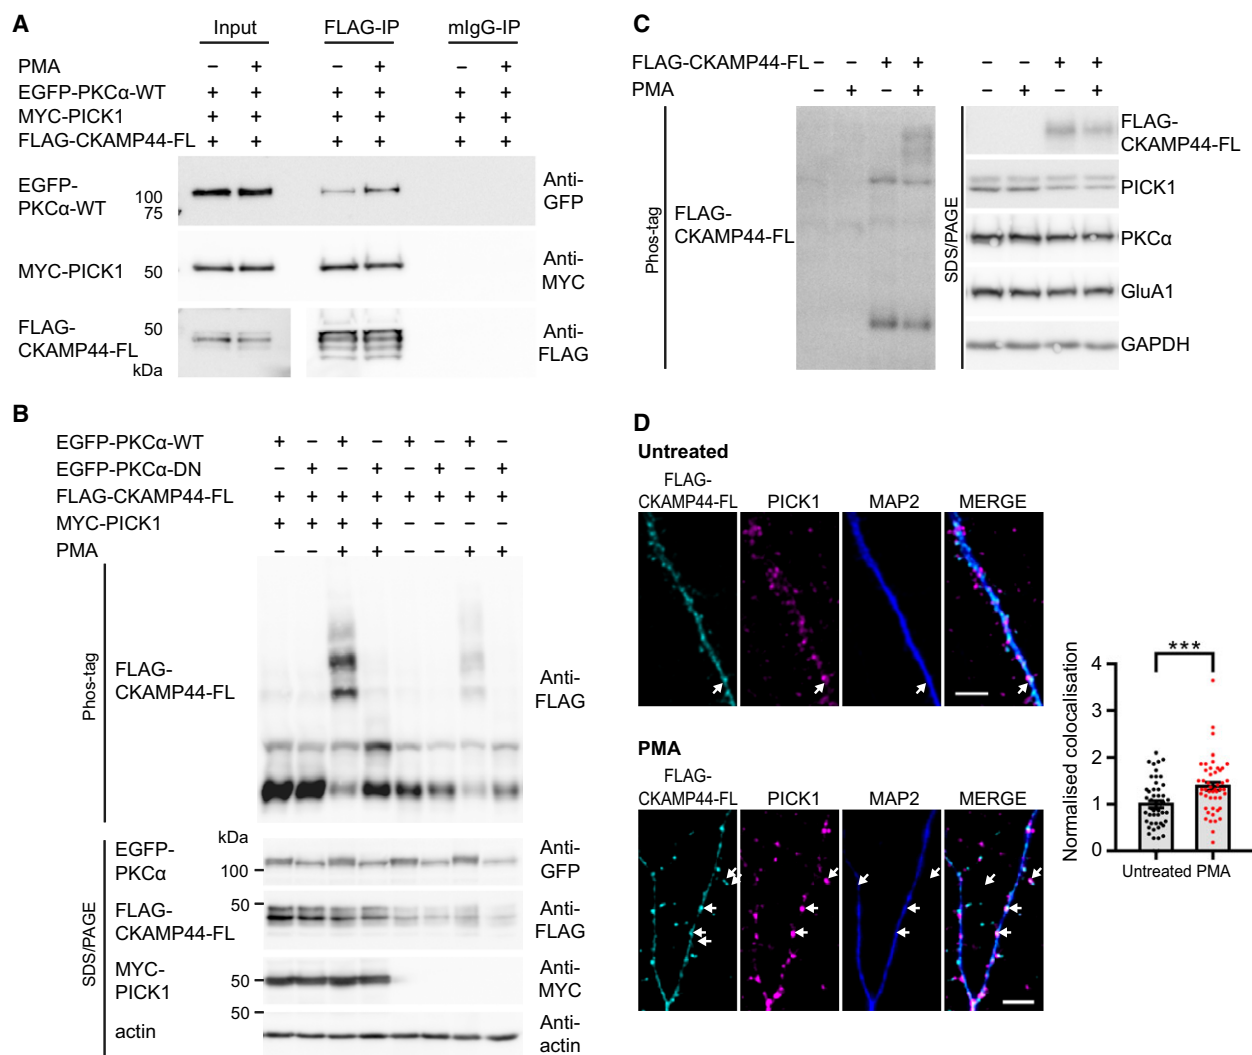 A
Input FLAG-IP mIgG-IP
PMA – + – + – +
EGFP-PKCα-WT + + + + + +
MYC-PICK1 + + + + + +
FLAG-CKAMP44-FL + + + + + +
EGFP-
PKCα-WT
100
75
Anti-
GFP
MYC-PICK1 50
Anti-
MYC
FLAG-
CKAMP44-FL
50
kDa
Anti-
FLAG
B
EGFP-PKCα-WT + – + – + – + –
EGFP-PKCα-DN – + – + – + – +
FLAG-CKAMP44-FL + + + + + + + +
MYC-PICK1 + + + + – – – –
PMA – – + + – – + +
Phos-tag
FLAG-
CKAMP44-FL
Anti-
FLAG
SDS/PAGE
kDa
EGFP-
PKCα
100
Anti-
GFP
FLAG-
CKAMP44-FL
50
Anti-
FLAG
MYC-
PICK1
50
Anti-
MYC
actin
50
Anti-
actin
C
FLAG-CKAMP44-FL – – + + – – + +
PMA – + – + – + – +
Phos-tag
FLAG-
CKAMP44-FL
SDS/PAGE
FLAG-
CKAMP44-FL
PICK1
PKCα
GluA1
GAPDH
D
Untreated
FLAG-
CKAMP44-FL PICK1 MAP2 MERGE
PMA
FLAG-
CKAMP44-FL PICK1 MAP2 MERGE
Normalised colocalisation
4
3
2
1
0
***
Untreated PMA